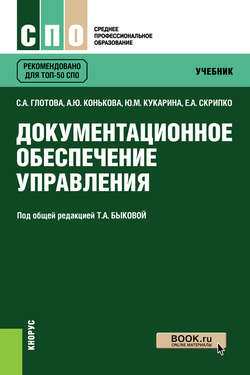 СПО
СРЕДНЕЕ
ПРОФЕССИОНАЛЬНОЕ
ОБРАЗОВАНИЕ
РЕКОМЕНДОВАНО
ДЛЯ ТОП-50 СПО
УЧЕБНИК
С.А. ГЛОТОВА, А.Ю. КОНЬКОВА, Ю.М. КУКАРИНА, Е.А. СКРИПКО
ДОКУМЕНТАЦИОННОЕ
ОБЕСПЕЧЕНИЕ
УПРАВЛЕНИЯ
Под общей редакцией Т.А. БЫКОВОЙ
КНОРУС
BOOK.ru
ONLINE МАТЕРИАЛЫ